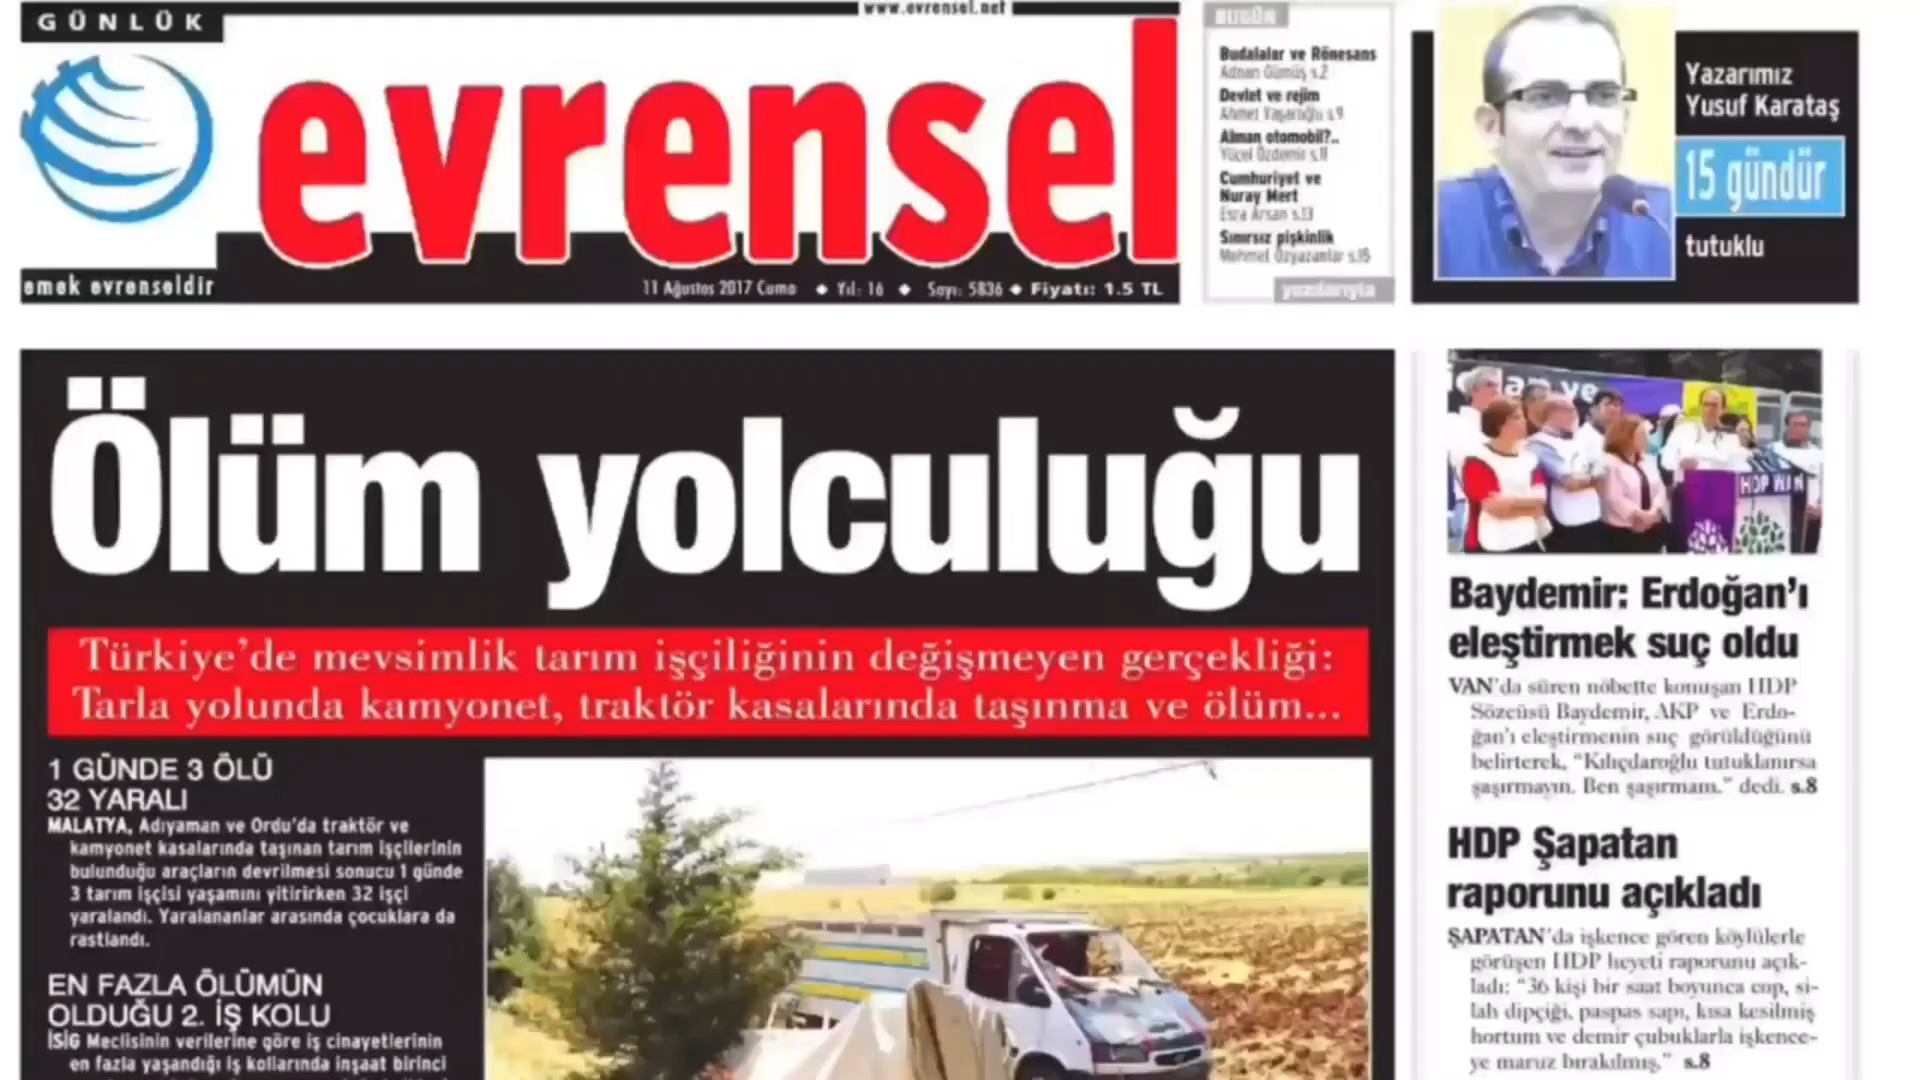 GÜNLÜK
www.evrensel.net
evrensel
emek evrenseldir
11 Ağustos 2017 Cuma ◆ Yıl: 16 ◆ Sayı: 5836 ◆ Fiyatı: 1.5 TL
BUGÜN
Budalalar ve Rönesans
Adnan Gümüş s.2
Devlet ve rejim
Ahmet Yaşaroğlu s.9
Alman otomobil?..
Yücel Özdemir s.11
Cumhuriyet ve
Nuray Mert
Esra Arsan s.13
Sınırsız pişkinlik
Mehmet Özyazanlar s.15
yazılarıyla
Yazarımız
Yusuf Karataş
15 gündür
tutuklu
Ölüm yolculuğu
Türkiye'de mevsimlik tarım işçiliğinin değişmeyen gerçekliği:
Tarla yolunda kamyonet, traktör kasalarında taşınma ve ölüm...
1 GÜNDE 3 ÖLÜ
32 YARALI
MALATYA, Adıyaman ve Ordu'da traktör ve
kamyonet kasalarında taşınan tarım işçilerinin
bulunduğu araçların devrilmesi sonucu 1 günde
3 tarım işçisi yaşamını yitirirken 32 işçi
yaralandı. Yaralananlar arasında çocuklara da
rastlandı.
EN FAZLA ÖLÜMÜN
OLDUĞU 2. İŞ KOLU
İSİG Meclisinin verilerine göre iş cinayetlerinin
en fazla yaşandığı iş kollarında inşaat birinci
an ve
HDP
Baydemir: Erdoğan'ı
eleştirmek suç oldu
VAN'da süren nöbette konuşan HDP
Sözcüsü Baydemir, AKP ve Erdo-
ğan'ı eleştirmenin suç görüldüğünü
belirterek, "Kılıçdaroğlu tutuklanırsa
şaşırmayın. Ben şaşırmam." dedi. s.8
HDP Şapatan
raporunu açıkladı
ŞAPATAN'da işkence gören köylülerle
görüşen HDP heyeti raporunu açık-
ladı: "36 kişi bir saat boyunca cop, si-
lah dipçiği, paspas sapı, kısa kesilmiş
hortum ve demir çubuklarla işkence-
ye maruz bırakılmış." s.8